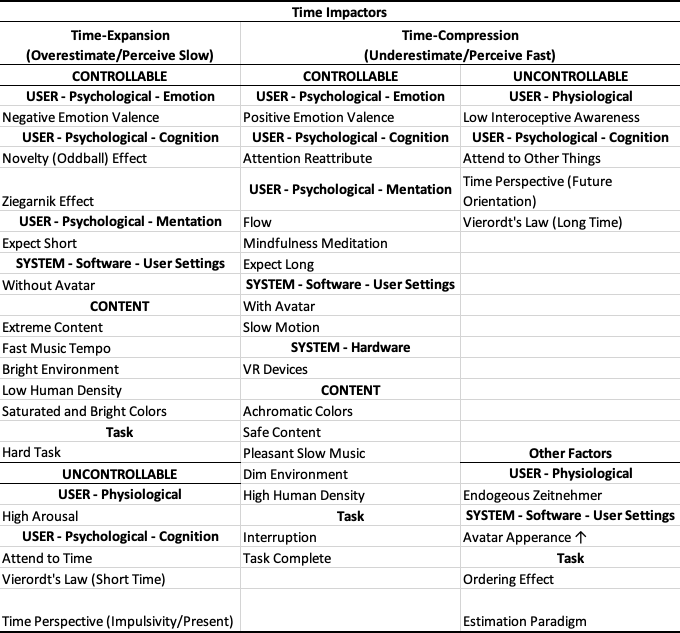 Time Impactors
Time-Expansion
(Overestimate/Perceive Slow)
Time-Compression
(Underestimate/Perceive Fast)
CONTROLLABLE
CONTROLLABLE
UNCONTROLLABLE
USER - Psychological - Emotion
USER - Psychological - Emotion
USER - Physiological
Negative Emotion Valence
Positive Emotion Valence
Low Interoceptive Awareness
USER - Psychological - Cognition
USER - Psychological - Cognition
USER - Psychological - Cognition
Novelty (Oddball) Effect
Attention Reattribute
Attend to Other Things
Ziegarnik Effect
USER - Psychological - Mentation
Time Perspective (Future
Orientation)
USER - Psychological - Mentation
Flow
Vierordt's Law (Long Time)
Expect Short
Mindfulness Meditation
SYSTEM - Software - User Settings
Expect Long
Without Avatar
SYSTEM - Software - User Settings
CONTENT
With Avatar
Extreme Content
Slow Motion
Fast Music Tempo
SYSTEM - Hardware
Bright Environment
VR Devices
Low Human Density
CONTENT
Saturated and Bright Colors
Achromatic Colors
Task
Safe Content
Hard Task
Pleasant Slow Music
Other Factors
UNCONTROLLABLE
Dim Environment
USER - Physiological
USER - Physiological
High Human Density
Endogeous Zeitnehmer
High Arousal
Task
SYSTEM - Software - User Settings
USER - Psychological - Cognition
Interruption
Avatar Apperance ↑
Attend to Time
Task Complete
Task
Vierordt's Law (Short Time)
Ordering Effect
Time Perspective (Impulsivity/Present)
Estimation Paradigm